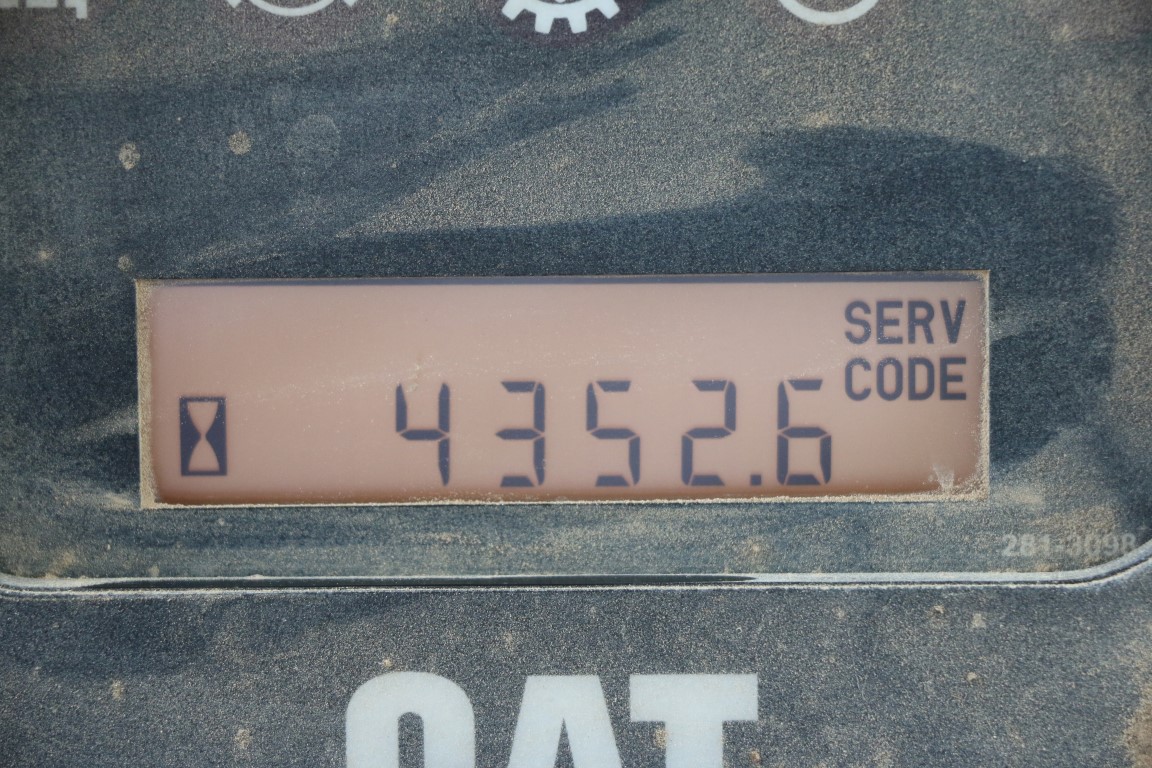 SERV
CODE
4352.6
CAT